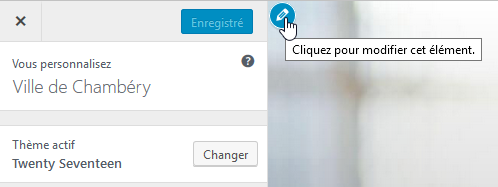 Enregistré
Cliquez pour modifier cet élément.
Vous personnalisez
Ville de Chambéry
Thème actif
Twenty Seventeen
Changer